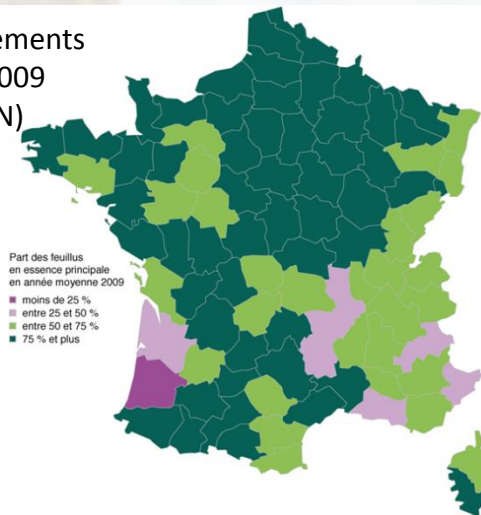 ements
009
N)
Part des feuillus
en essence principale
en année moyenne 2009
moins de 25 %
entre 25 et 50 %
entre 50 et 75 %
75 % et plus